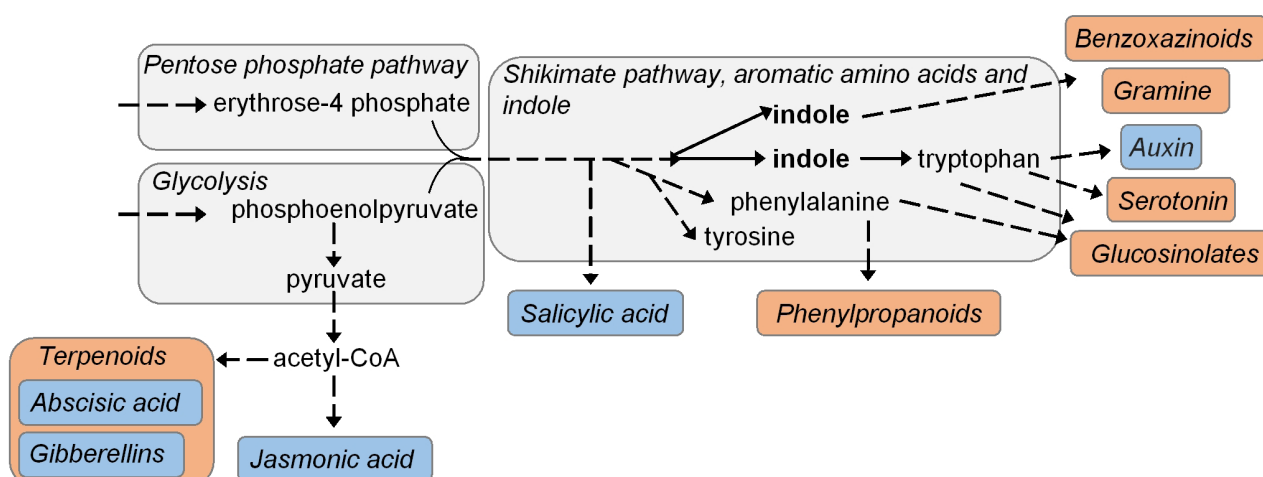 Pentose phosphate pathway
erythrose-4 phosphate
Glycolysis
phosphoenolpyruvate
pyruvate
acetyl-CoA
Terpenoids
Abscisic acid
Gibberellins
Jasmonic acid
Shikimate pathway, aromatic amino acids and
indole
indole
indole
tryptophan
phenylalanine
tyrosine
Salicylic acid
Phenylpropanoids
Benzoxazinoids
Gramine
Auxin
Serotonin
Glucosinolates